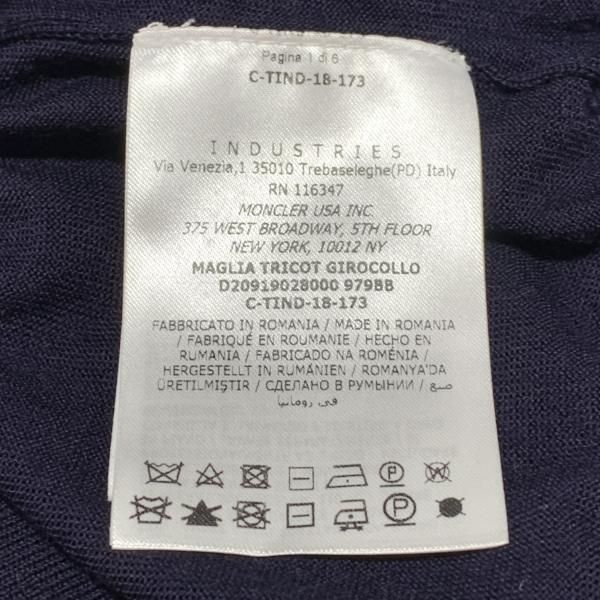 Pagina 1 di 6
C-TIND-18-173
INDUSTRIES
Via Venezia,1 35010 Trebaseleghe(PD) Italy
RN 116347
MONCLER USA INC.
375 WEST BROADWAY, 5TH FLOOR
NEW YORK, 10012 NY
MAGLIA TRICOT GIROCOLLO
D20919028000 979BB
C-TIND-18-173
FABBRICATO IN ROMANIA / MADE IN ROMANIA
/ FABRIQUÉ EN ROUMANIE / HECHO EN
RUMANIA / FABRICADO NA ROMÉNIA /
HERGESTELLT IN RUMÄNIEN / ROMANYA'DA
ÜRETILMIŞTIR / СДЕЛАНО В РУМЫНИИ / صنع
في رومانيا
P
W
P